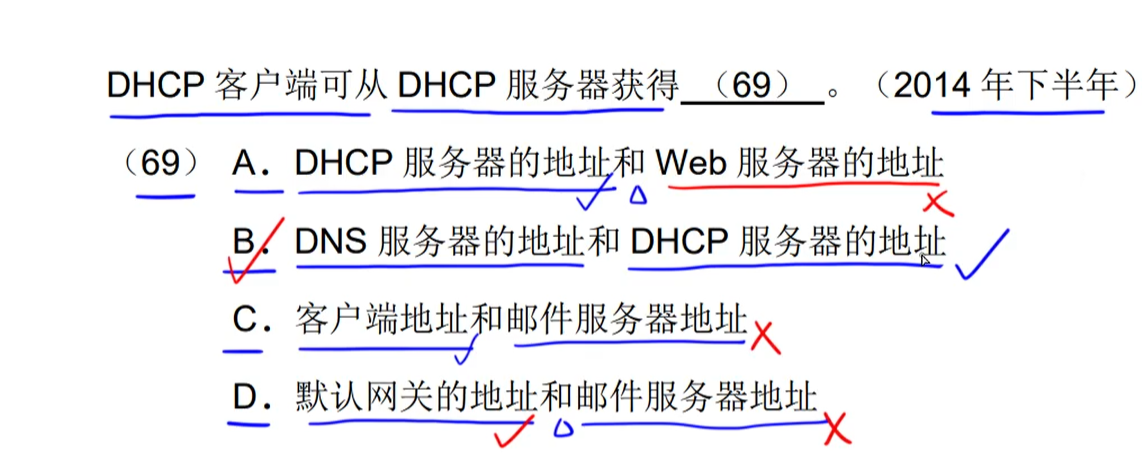 DHCP 客户端可从 DHCP 服务器获得 （69） 。（2014 年下半年）
（69） A．DHCP 服务器的地址和 Web 服务器的地址
B．DNS 服务器的地址和 DHCP 服务器的地址
C．客户端地址和邮件服务器地址
D．默认网关的地址和邮件服务器地址